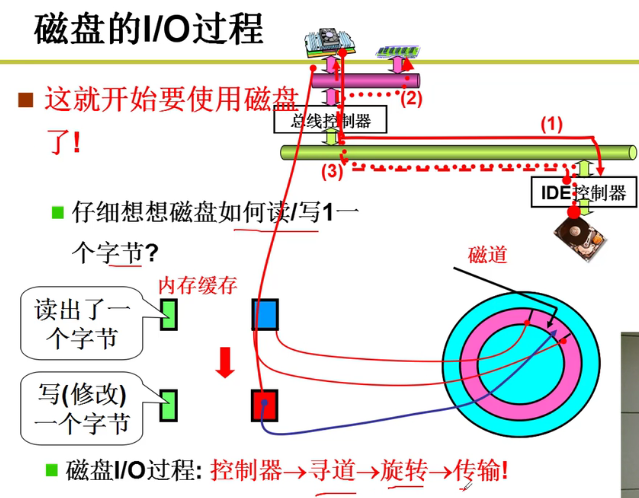 磁盘的I/O过程
这就开始要使用磁盘
了!
(2)
总线控制器
(1)
(3)
IDE控制器
仔细想想磁盘如何读/写1一
个字节?
磁道
内存缓存
读出了一
个字节
写(修改)
一个字节
磁盘I/O过程: 控制器→寻道→旋转→传输!